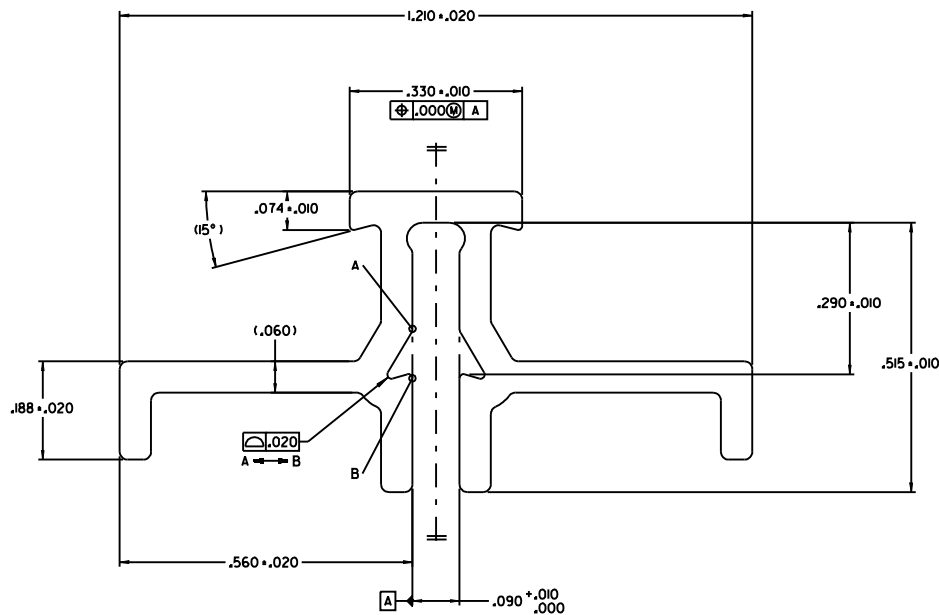 1.210±.020
.330±.010
⌖ .000Ⓜ A
.074±.010
(15°)
A
.290±.010
(.060)
.515±.010
.188±.020
⌓ .020
A ↔ B
B
.560±.020
A
.090 +.010
.000